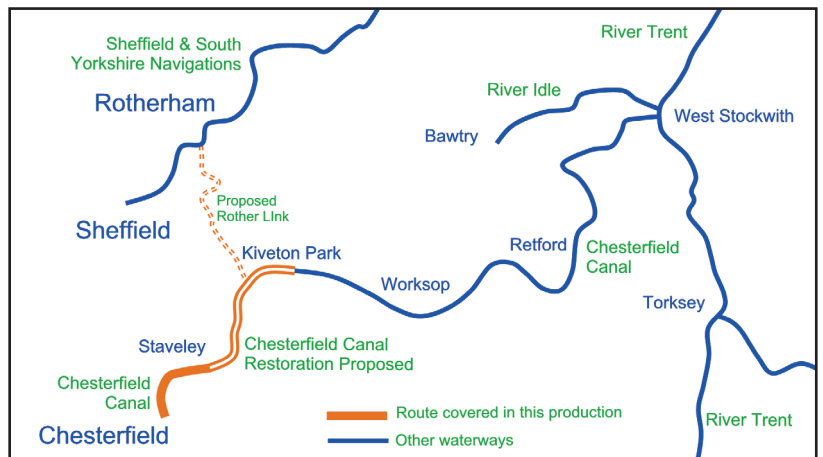 River Trent
Sheffield & South
Yorkshire Navigations
Rotherham
River Idle
West Stockwith
Bawtry
Proposed
Rother LInk
Sheffield
Kiveton Park
Retford
Chesterfield
Canal
Worksop
Torksey
Staveley
Chesterfield Canal
Restoration Proposed
Chesterfield
Canal
Route covered in this production
River Trent
Chesterfield
Other waterways